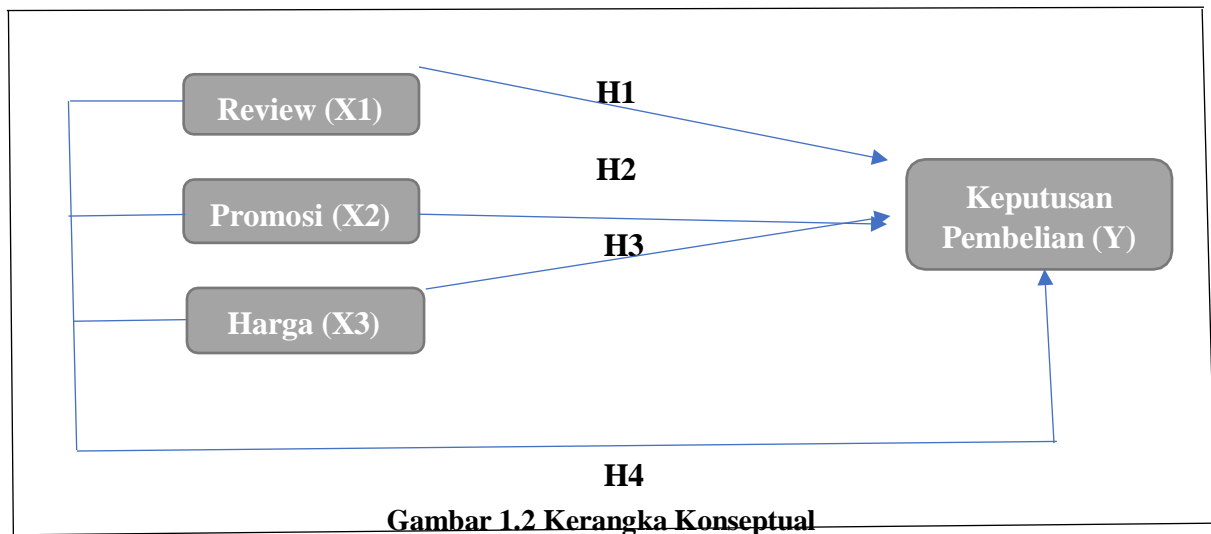 H1
Review (X1)
H2
Promosi (X2)
Keputusan
Pembelian (Y)
H3
Harga (X3)
H4
Gambar 1.2 Kerangka Konseptual